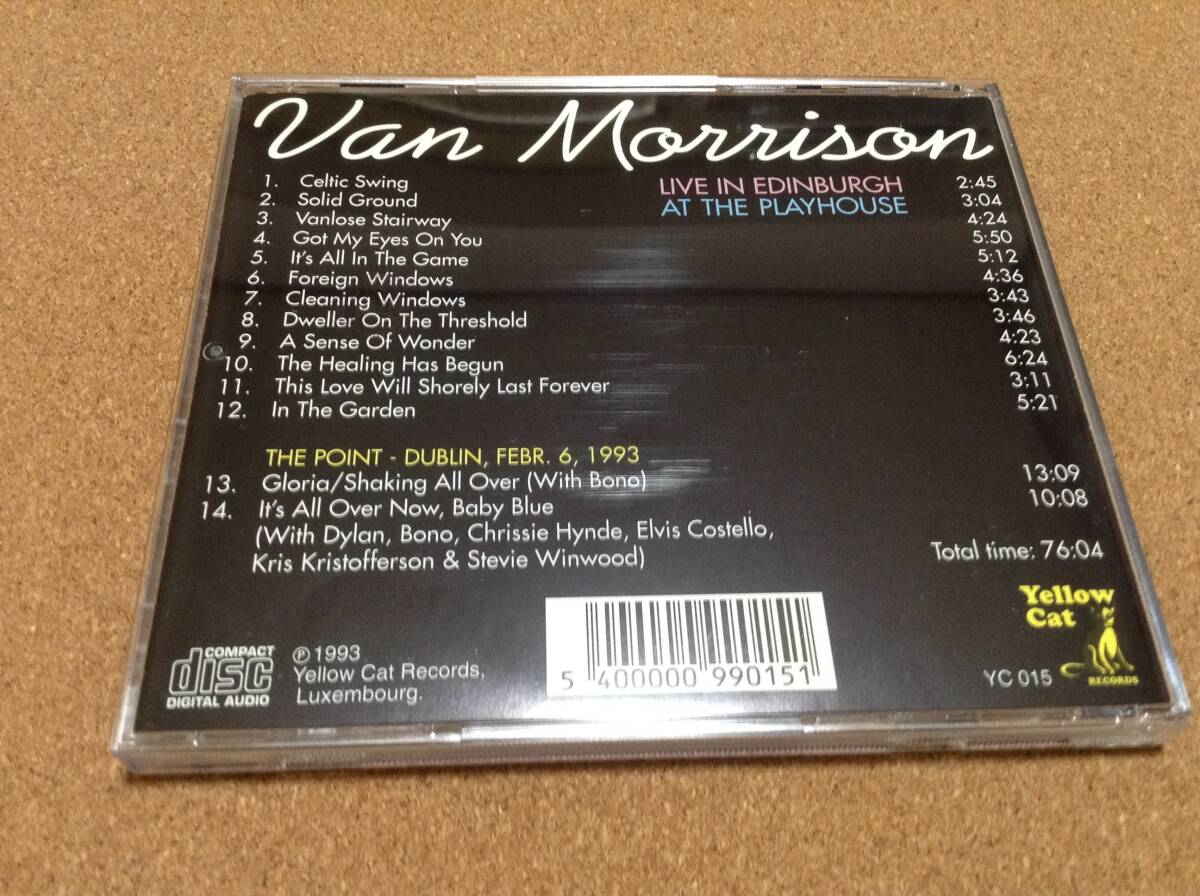 Van Morrison
LIVE IN EDINBURGH
AT THE PLAYHOUSE
1. Celtic Swing 2:45
2. Solid Ground 3:04
3. Vanlose Stairway 4:24
4. Got My Eyes On You 5:50
5. It's All In The Game 5:12
6. Foreign Windows 4:36
7. Cleaning Windows 3:43
8. Dweller On The Threshold 3:46
9. A Sense Of Wonder 4:23
10. The Healing Has Begun 6:24
11. This Love Will Shorely Last Forever 3:11
12. In The Garden 5:21
THE POINT - DUBLIN, FEBR. 6, 1993
13. Gloria/Shaking All Over (With Bono) 13:09
14. It's All Over Now, Baby Blue 10:08
(With Dylan, Bono, Chrissie Hynde, Elvis Costello,
Kris Kristofferson & Stevie Winwood)
Total time: 76:04
Yellow
Cat
RECORDS
YC 015
COMPACT
disc
DIGITAL AUDIO
℗ 1993
Yellow Cat Records,
Luxembourg.
5 400000 990151